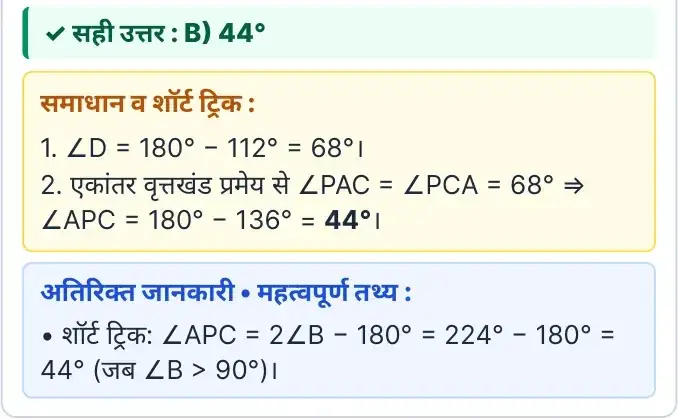 ✓ सही उत्तर : B) 44°
समाधान व शॉर्ट ट्रिक :
1. ∠D = 180° − 112° = 68°।
2. एकांतर वृत्तखंड प्रमेय से ∠PAC = ∠PCA = 68° ⇒
∠APC = 180° − 136° = 44°।
अतिरिक्त जानकारी • महत्वपूर्ण तथ्य :
• शॉर्ट ट्रिक: ∠APC = 2∠B − 180° = 224° − 180° =
44° (जब ∠B > 90°)।